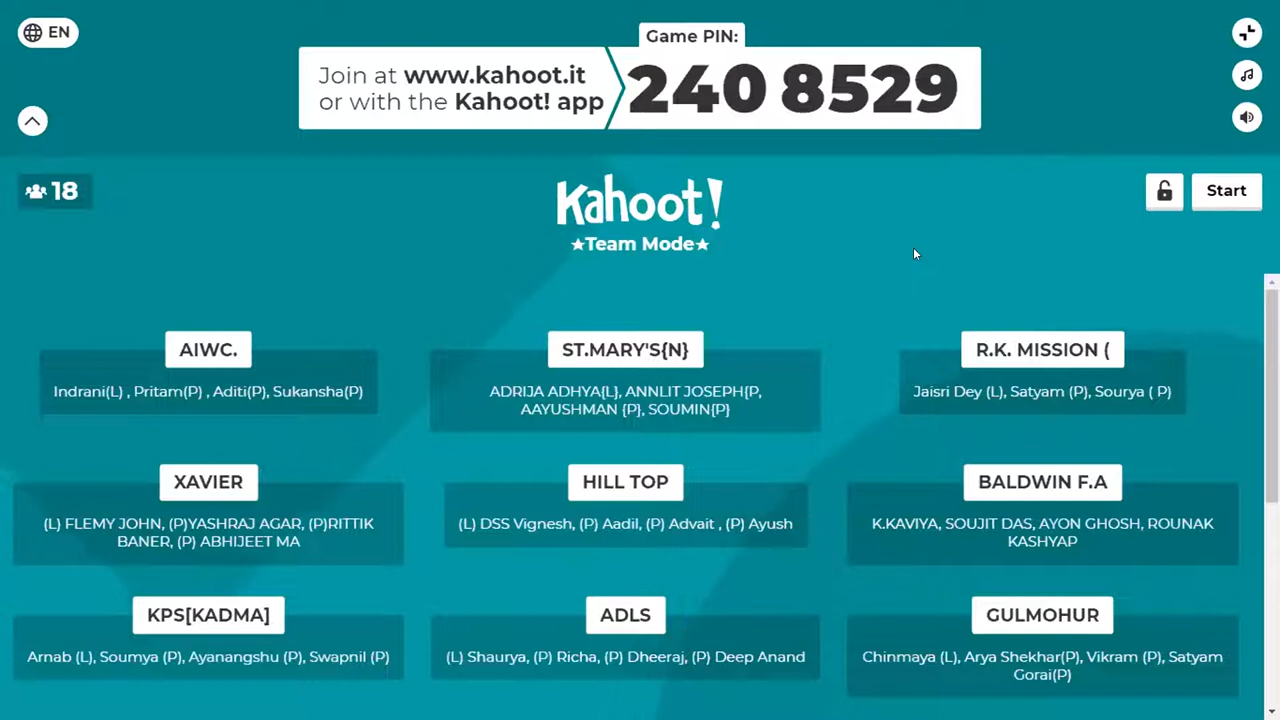 EN
Game PIN:
Join at www.kahoot.it
or with the Kahoot! app
240 8529
18
Kahoot!
★Team Mode★
Start
AIWC.
Indrani(L) , Pritam(P) , Aditi(P), Sukansha(P)
ST.MARY'S{N}
ADRIJA ADHYA{L], ANNLIT JOSEPH{P,
AAYUSHMAN {P}, SOUMIN{P}
R.K. MISSION (
Jaisri Dey (L), Satyam (P), Sourya ( P)
XAVIER
(L) FLEMY JOHN, (P)YASHRAJ AGAR, (P)RITTIK
BANER, (P) ABHIJEET MA
HILL TOP
(L) DSS Vignesh, (P) Aadil, (P) Advait , (P) Ayush
BALDWIN F.A
K.KAVIYA, SOUJIT DAS, AYON GHOSH, ROUNAK
KASHYAP
KPS[KADMA]
Arnab (L), Soumya (P), Ayanangshu (P), Swapnil (P)
ADLS
(L) Shaurya, (P) Richa, (P) Dheeraj, (P) Deep Anand
GULMOHUR
Chinmaya (L), Arya Shekhar(P), Vikram (P), Satyam
Gorai(P)